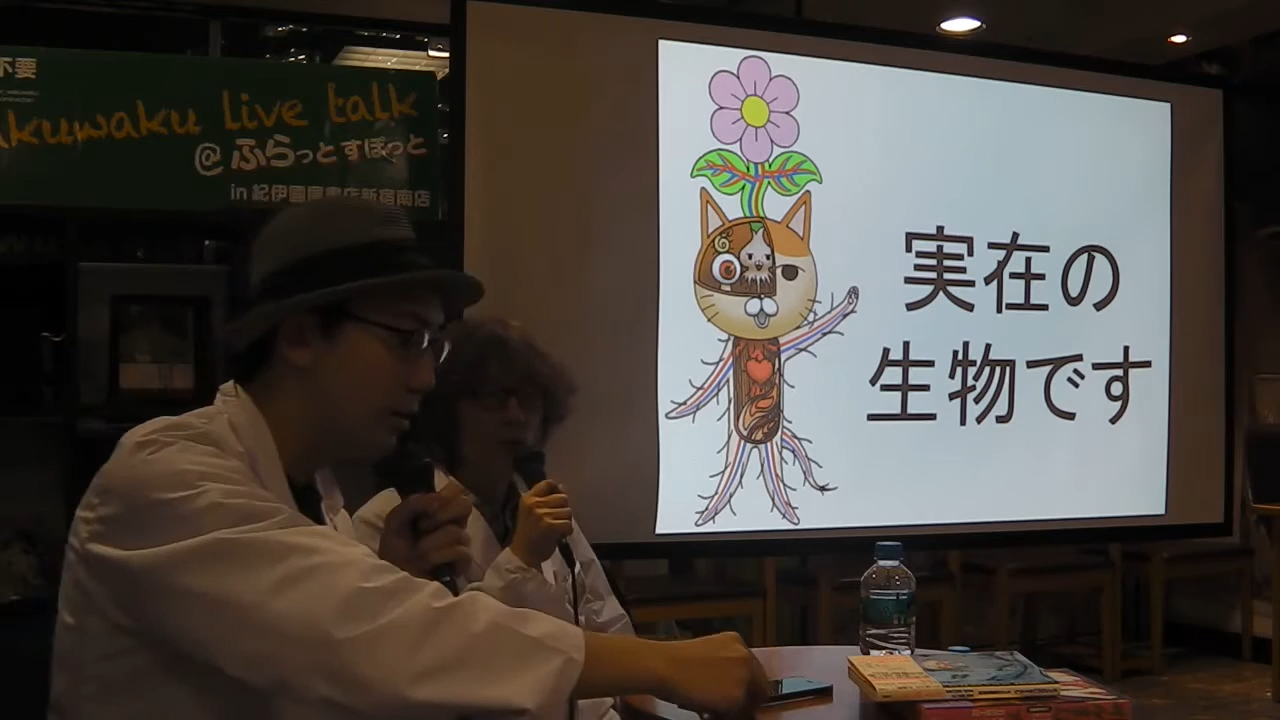 不要
kuwaku live talk
@ふらっとすぽっと
in 紀伊國屋書店新宿南店
実在の
生物です